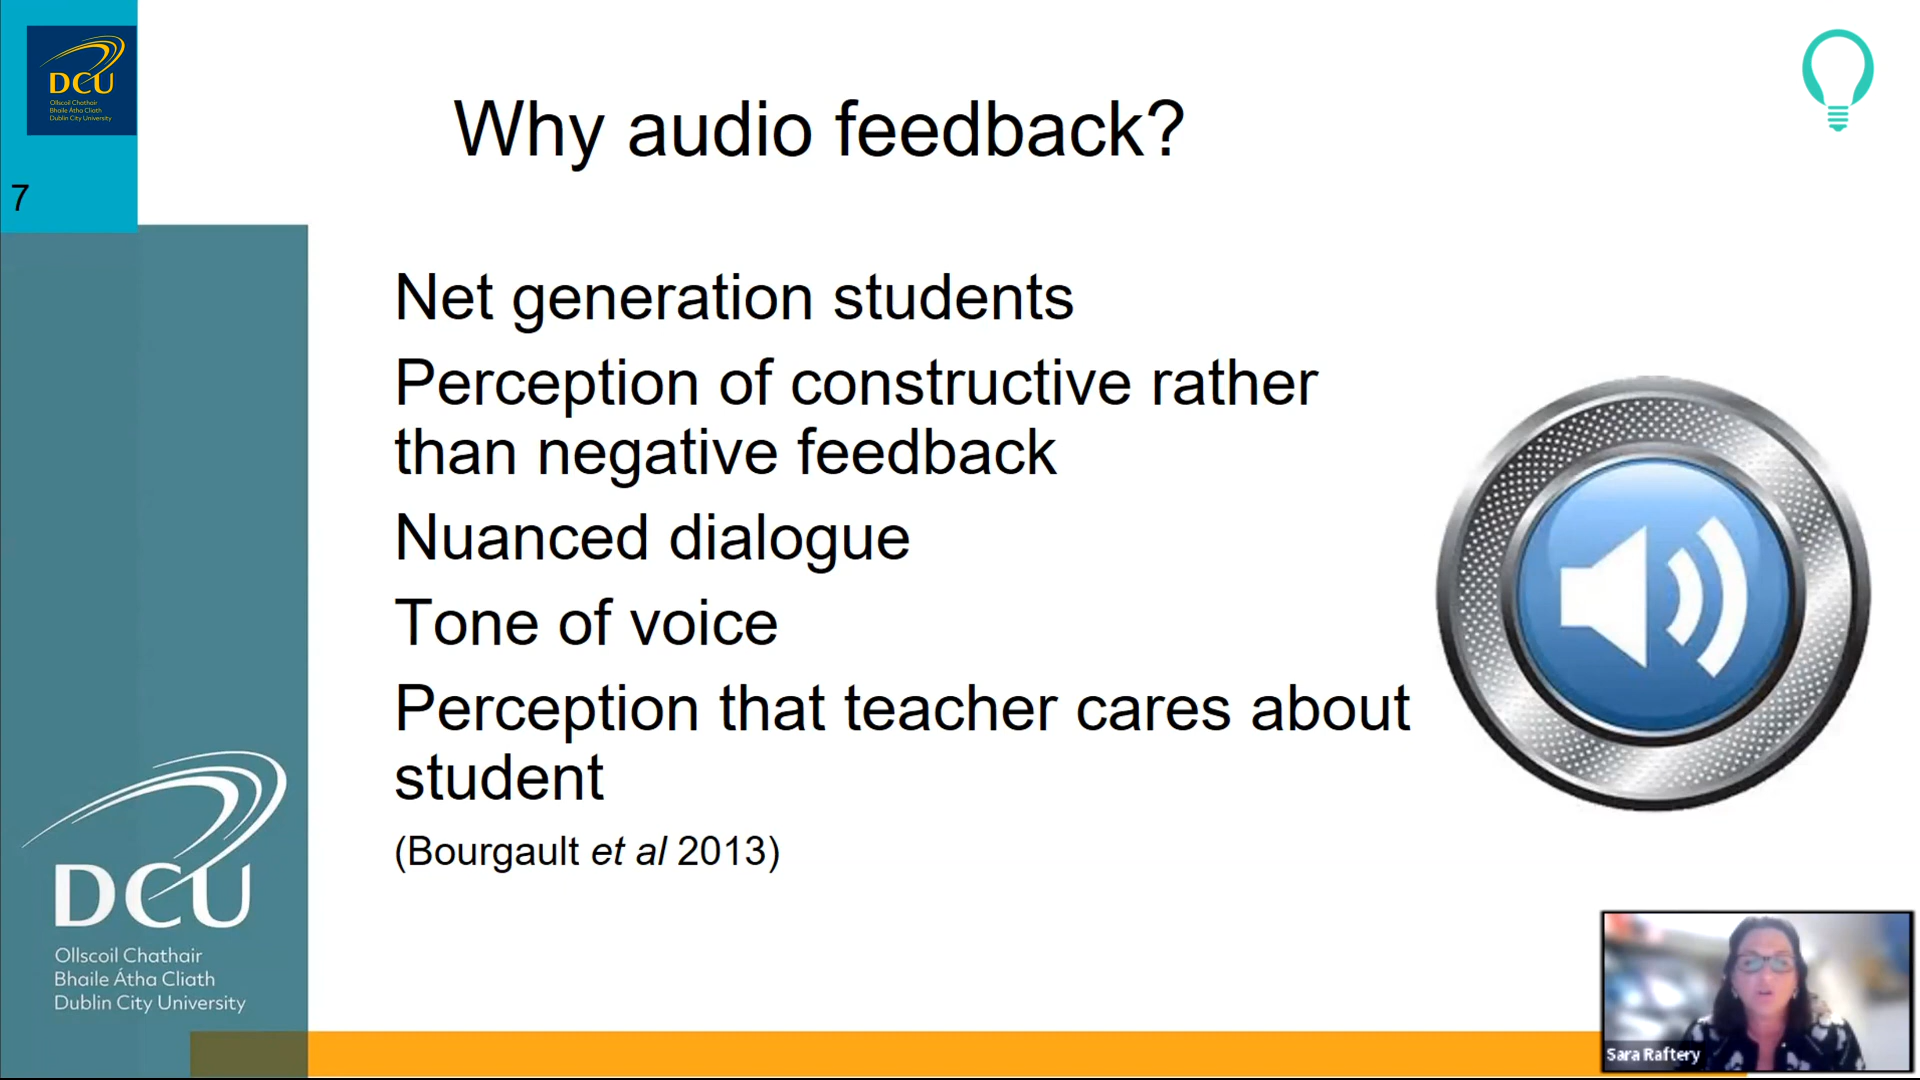 DCU
Ollscoil Chathair
Bhaile Átha Cliath
Dublin City University
7
Why audio feedback?
Net generation students
Perception of constructive rather
than negative feedback
Nuanced dialogue
Tone of voice
Perception that teacher cares about
student
(Bourgault et al 2013)
DCU
Ollscoil Chathair
Bhaile Átha Cliath
Dublin City University
Sara Raftery